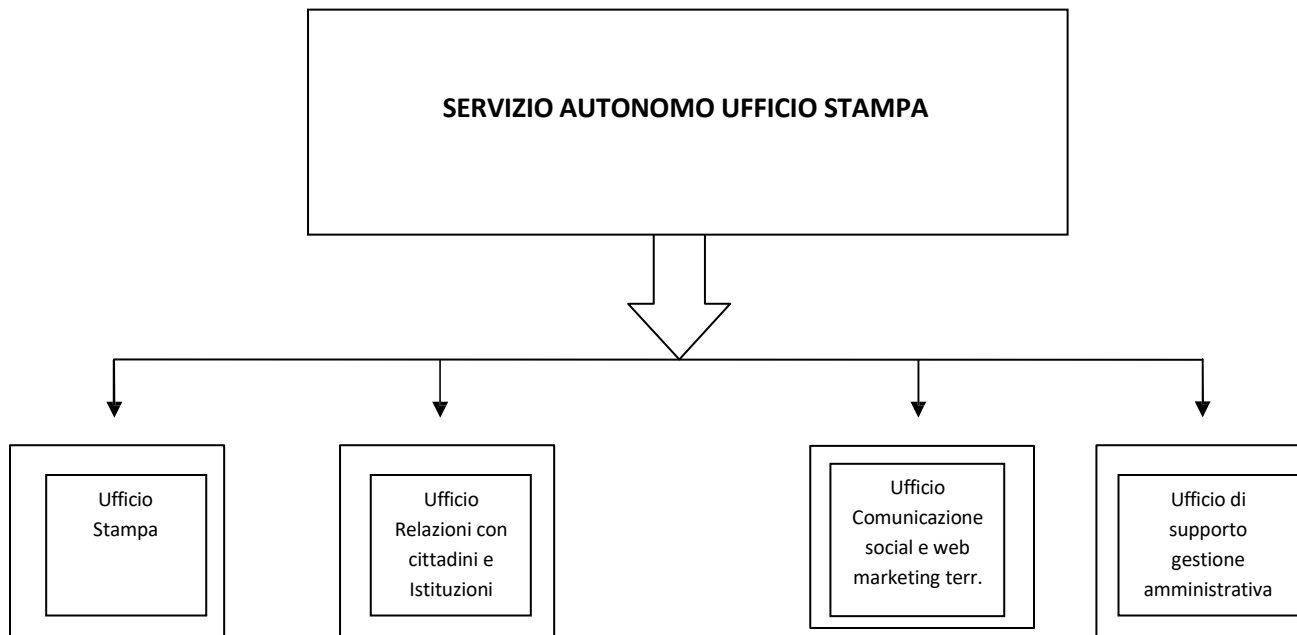 SERVIZIO AUTONOMO UFFICIO STAMPA
Ufficio
Stampa
Ufficio
Relazioni con
cittadini e
Istituzioni
Ufficio
Comunicazione
social e web
marketing terr.
Ufficio di
supporto
gestione
amministrativa